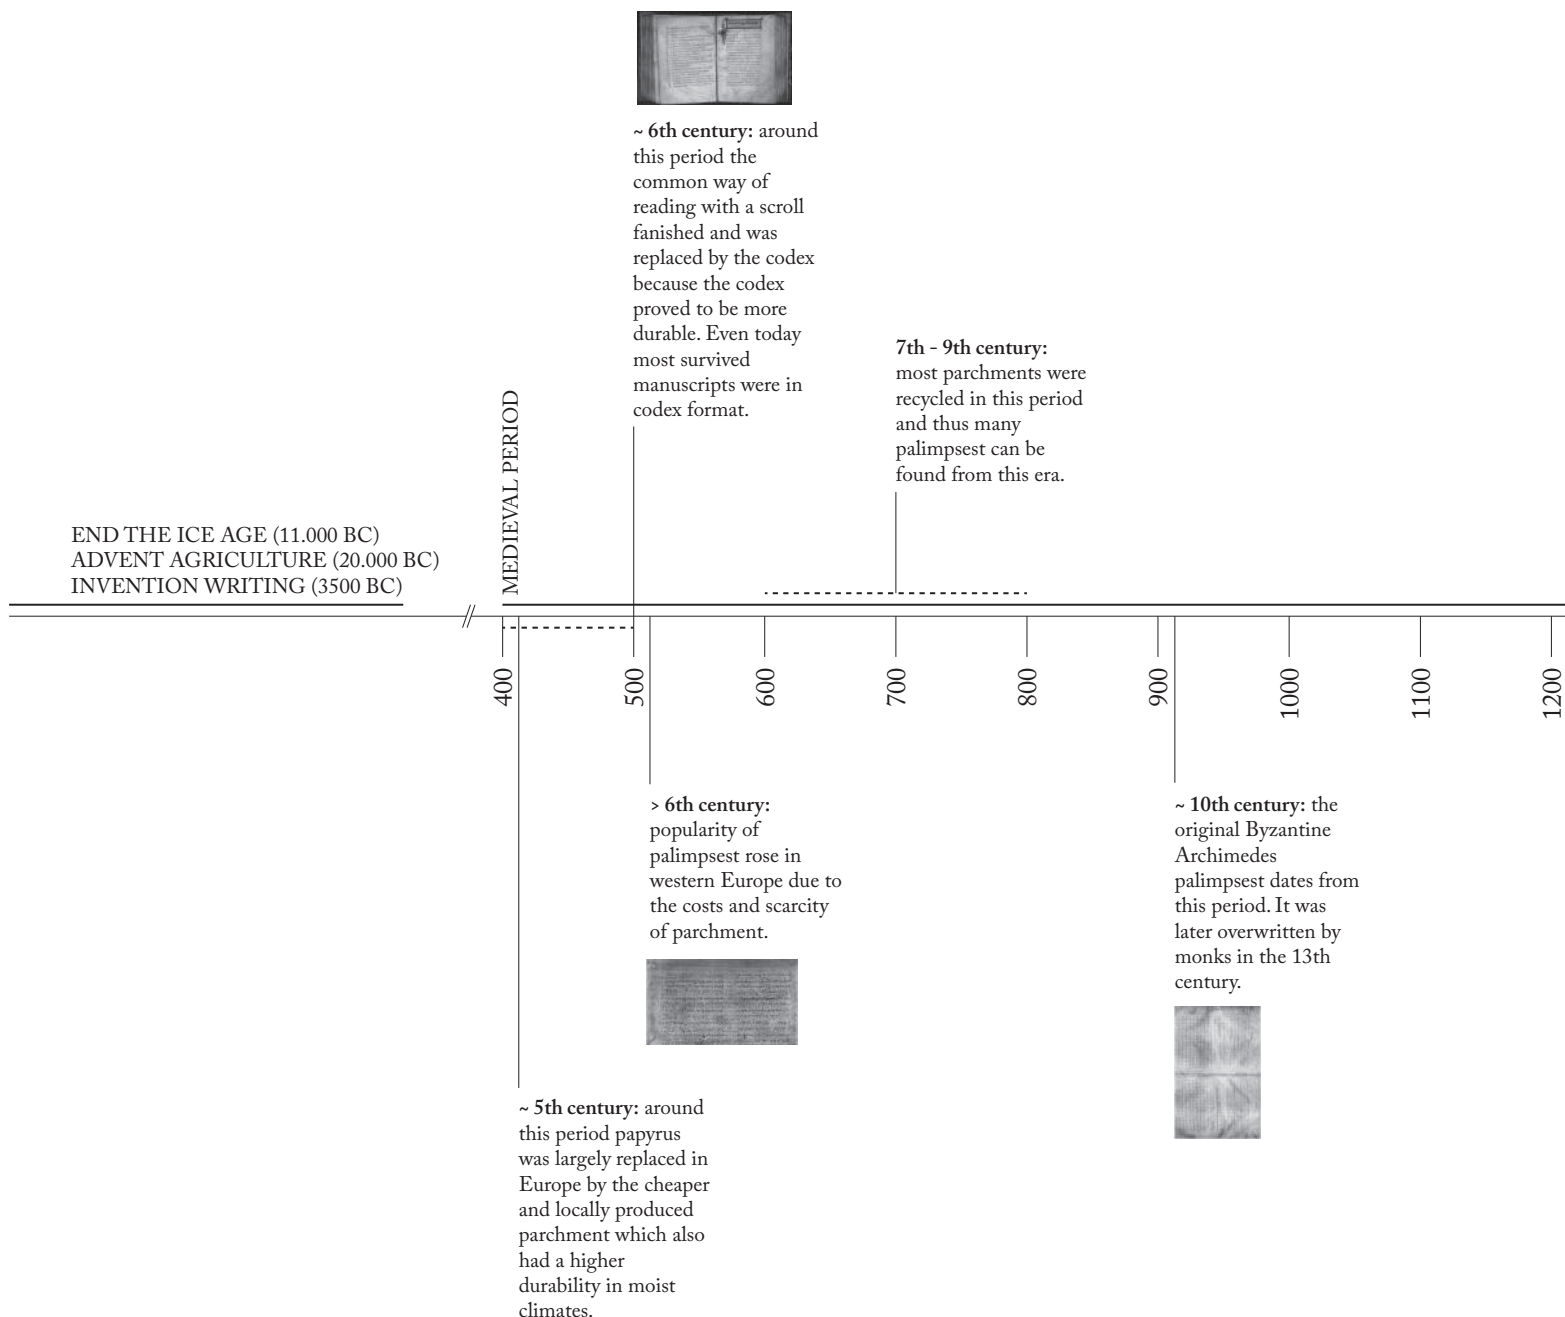 ~ 6th century: around
this period the
common way of
reading with a scroll
fanished and was
replaced by the codex
because the codex
proved to be more
durable. Even today
most survived
manuscripts were in
codex format.
7th - 9th century:
most parchments were
recycled in this period
and thus many
palimpsest can be
found from this era.
MEDIEVAL PERIOD
END THE ICE AGE (11.000 BC)
ADVENT AGRICULTURE (20.000 BC)
INVENTION WRITING (3500 BC)
//
400
500
600
700
800
900
1000
1100
1200
> 6th century:
popularity of
palimpsest rose in
western Europe due to
the costs and scarcity
of parchment.
~ 10th century: the
original Byzantine
Archimedes
palimpsest dates from
this period. It was
later overwritten by
monks in the 13th
century.
~ 5th century: around
this period papyrus
was largely replaced in
Europe by the cheaper
and locally produced
parchment which also
had a higher
durability in moist
climates.